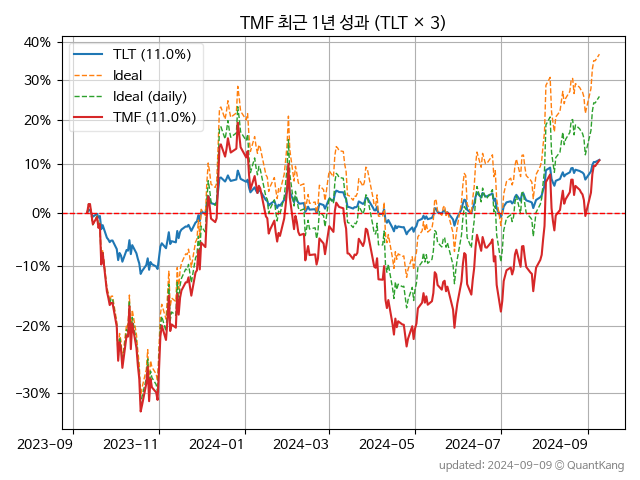 TMF 최근 1년 성과 (TLT × 3)
TLT (11.0%)
Ideal
Ideal (daily)
TMF (11.0%)
40%
30%
20%
10%
0%
−10%
−20%
−30%
2023-09 2023-11 2024-01 2024-03 2024-05 2024-07 2024-09
updated: 2024-09-09 © QuantKang